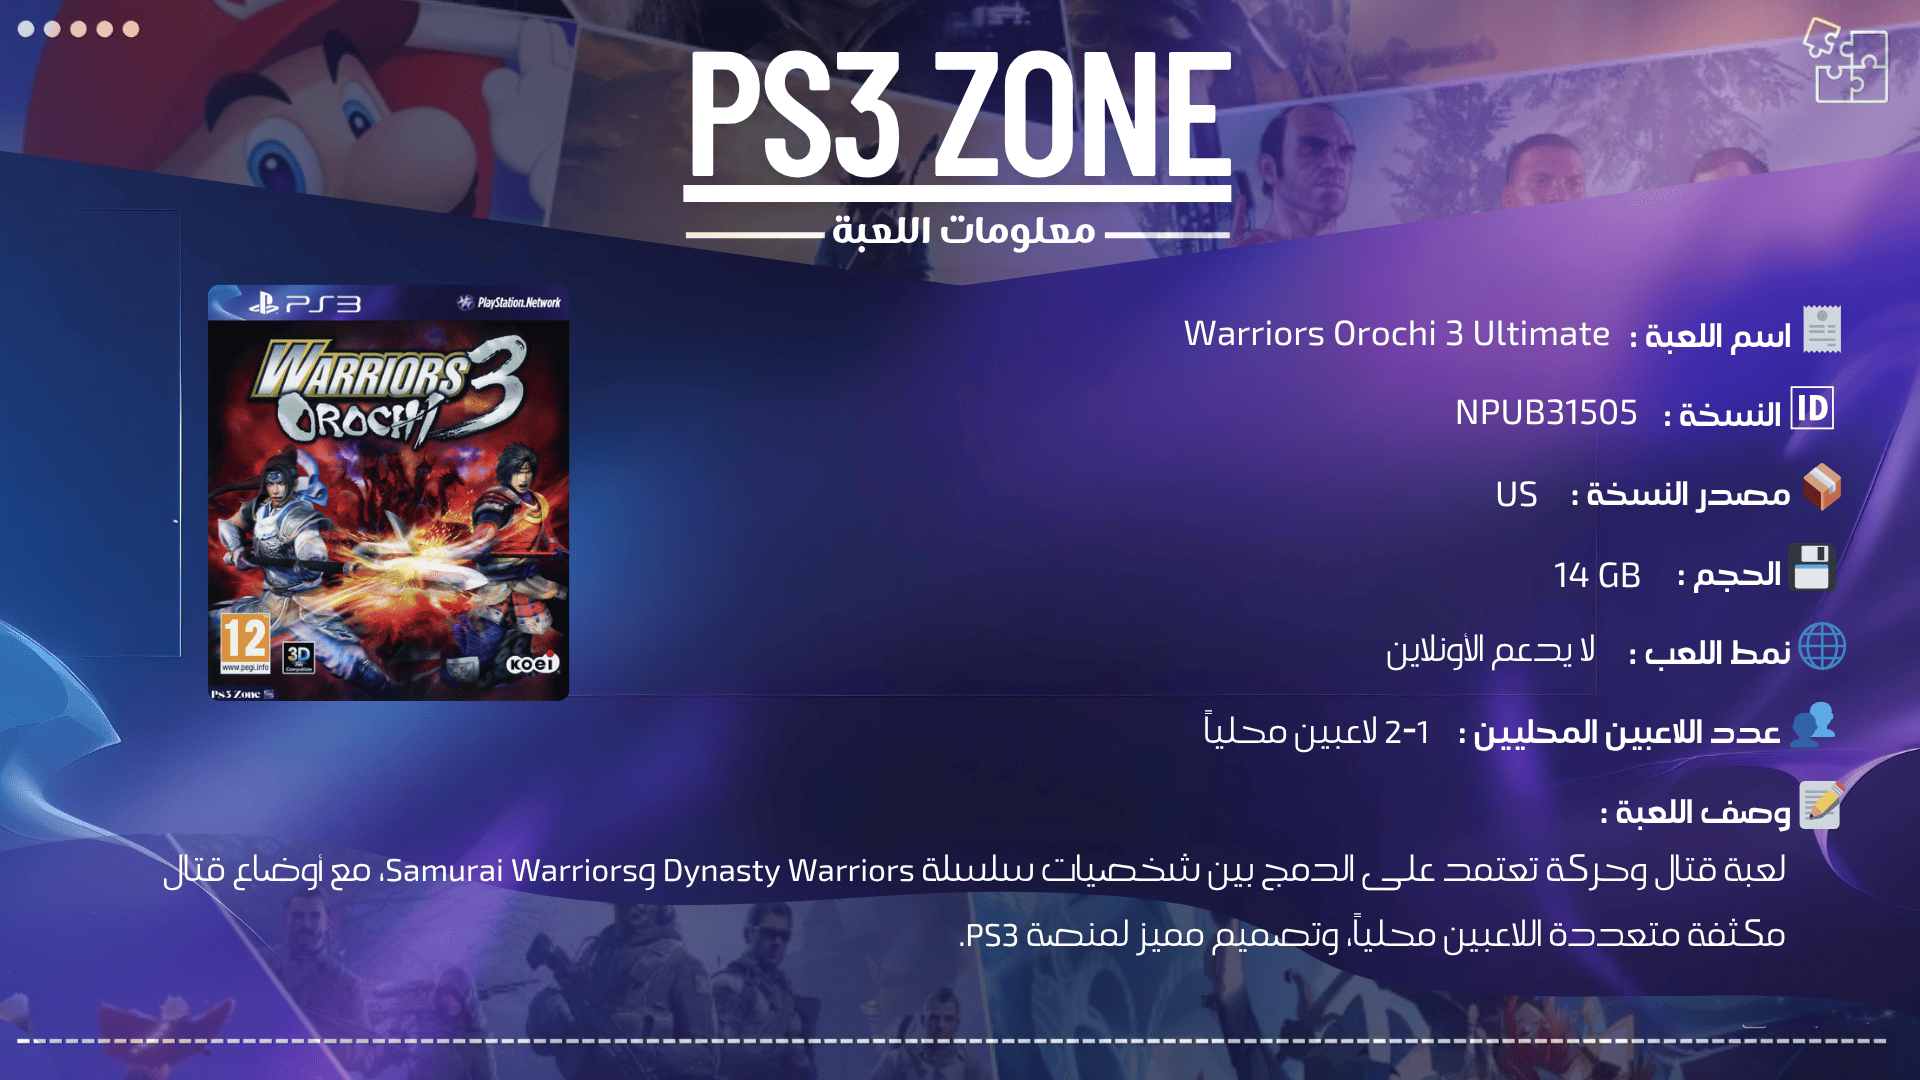 PS3 ZONE
معلومات اللعبة
PS3
PlayStation.Network
WARRIORS
OROCHI 3
12
www.pegi.info
3D
Compatible
KOEI
Ps3 Zone
اسم اللعبة : Warriors Orochi 3 Ultimate
ID النسخة : NPUB31505
مصدر النسخة : US
الحجم : 14 GB
نمط اللعب : لا يدعم الأونلاين
عدد اللاعبين المحليين : 1-2 لاعبين محلياً
وصف اللعبة :
لعبة قتال وحركة تعتمد على الدمج بين شخصيات سلسلة Dynasty Warriors وSamurai Warriors، مع أوضاع قتال
مكثفة متعددة اللاعبين محلياً، وتصميم مميز لمنصة PS3.